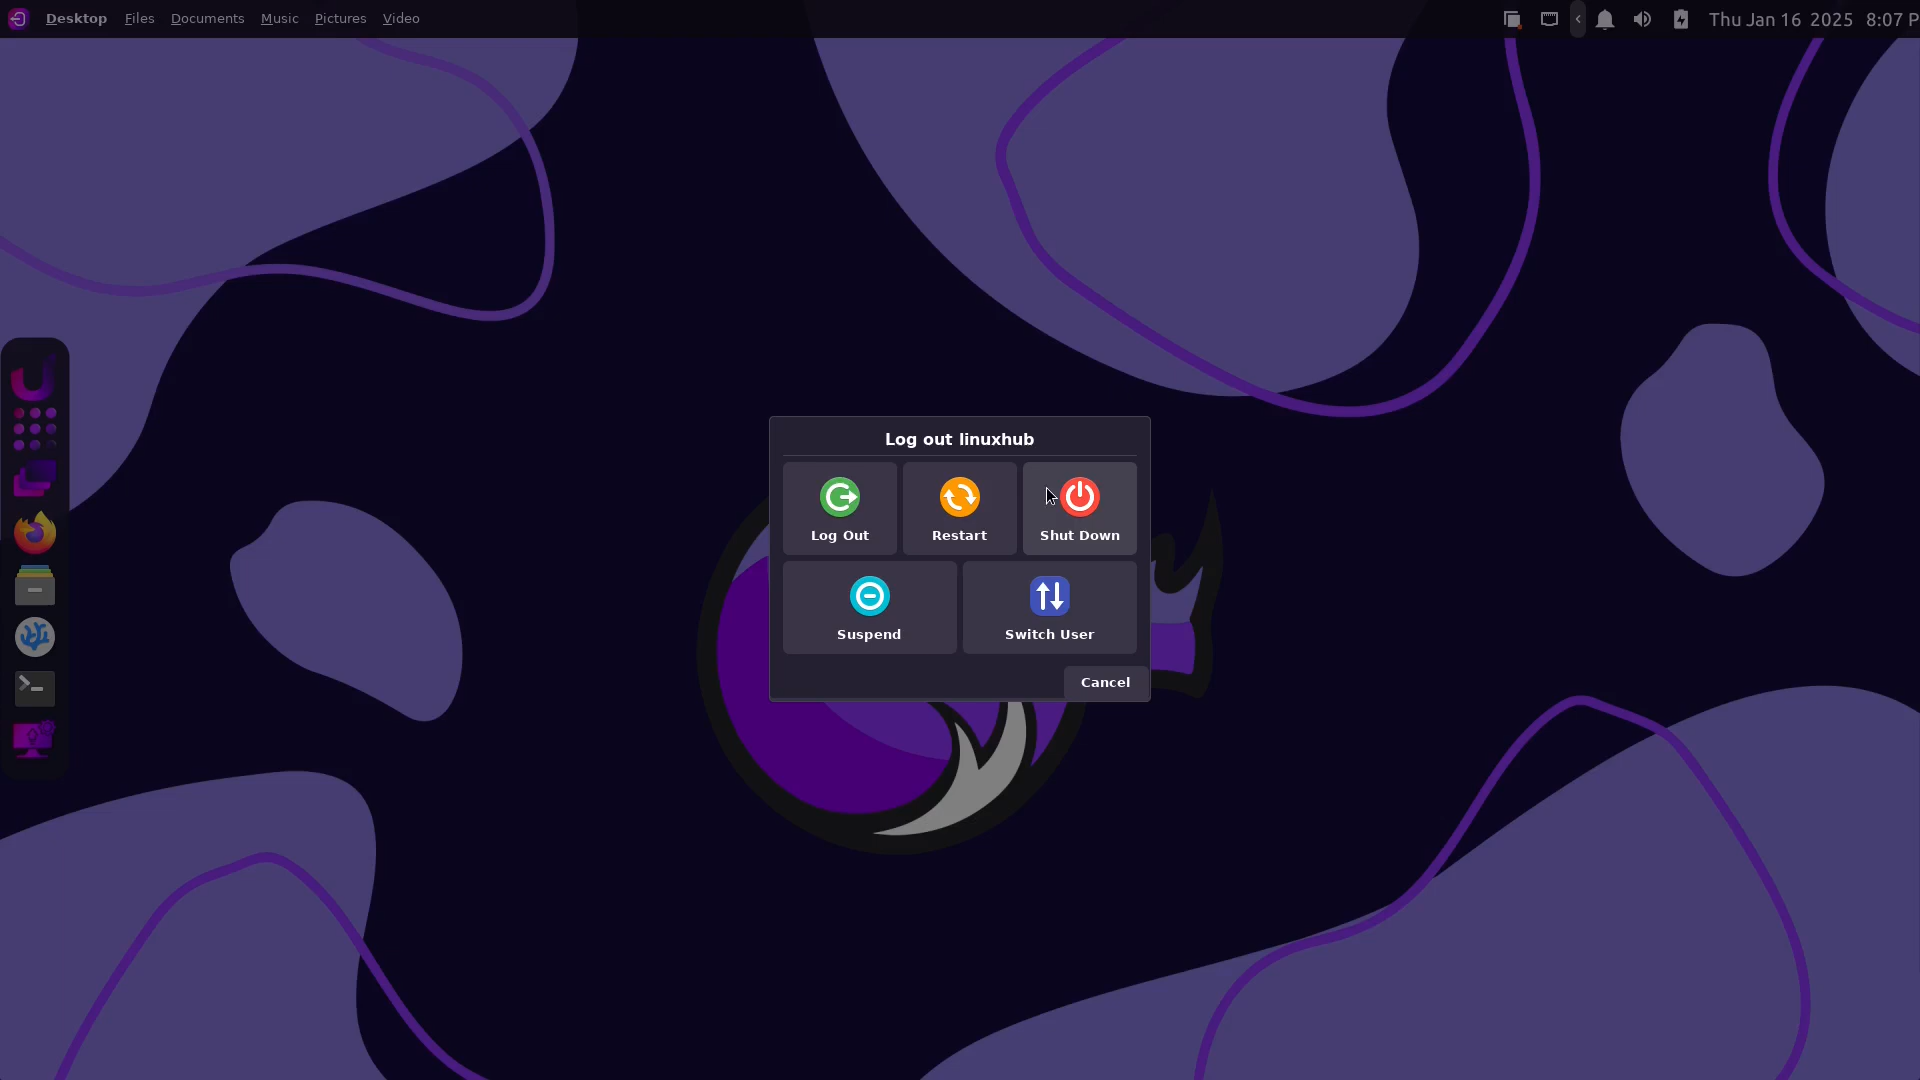 Desktop Files Documents Music Pictures Video
Thu Jan 16 2025 8:07 P
Log out linuxhub
Log Out Restart Shut Down
Suspend Switch User
Cancel